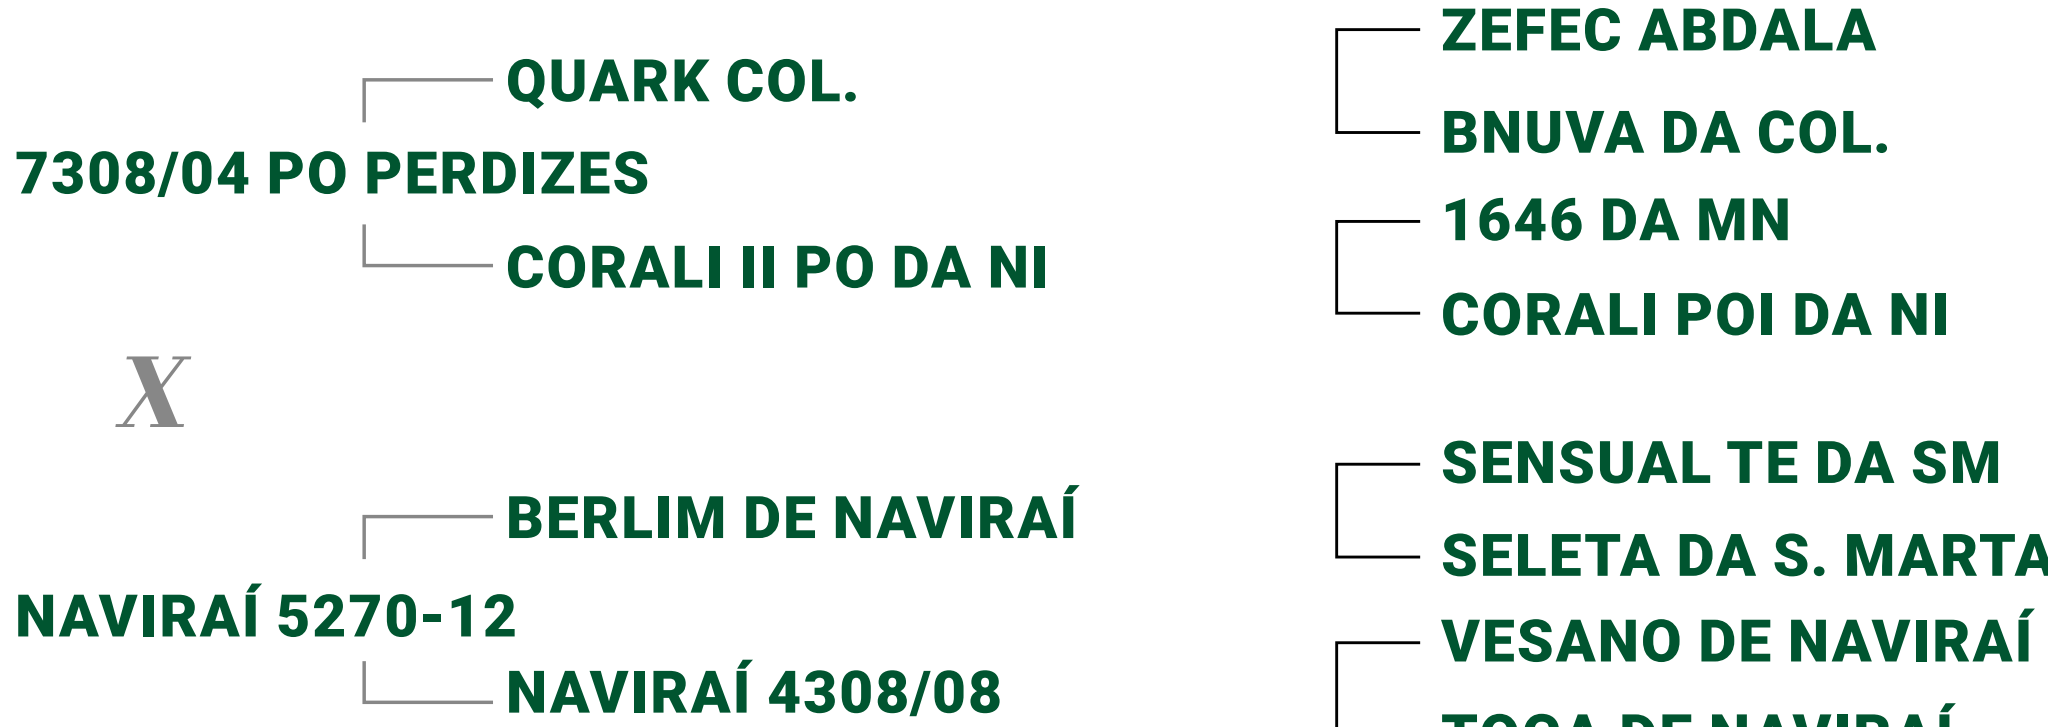 QUARK COL.
7308/04 PO PERDIZES
CORALI II PO DA NI
ZEFEC ABDALA
BNUVA DA COL.
1646 DA MN
CORALI POI DA NI
X
BERLIM DE NAVIRAÍ
NAVIRAÍ 5270-12
NAVIRAÍ 4308/08
SENSUAL TE DA SM
SELETA DA S. MARTA
VESANO DE NAVIRAÍ
DE NAVIRAÍ